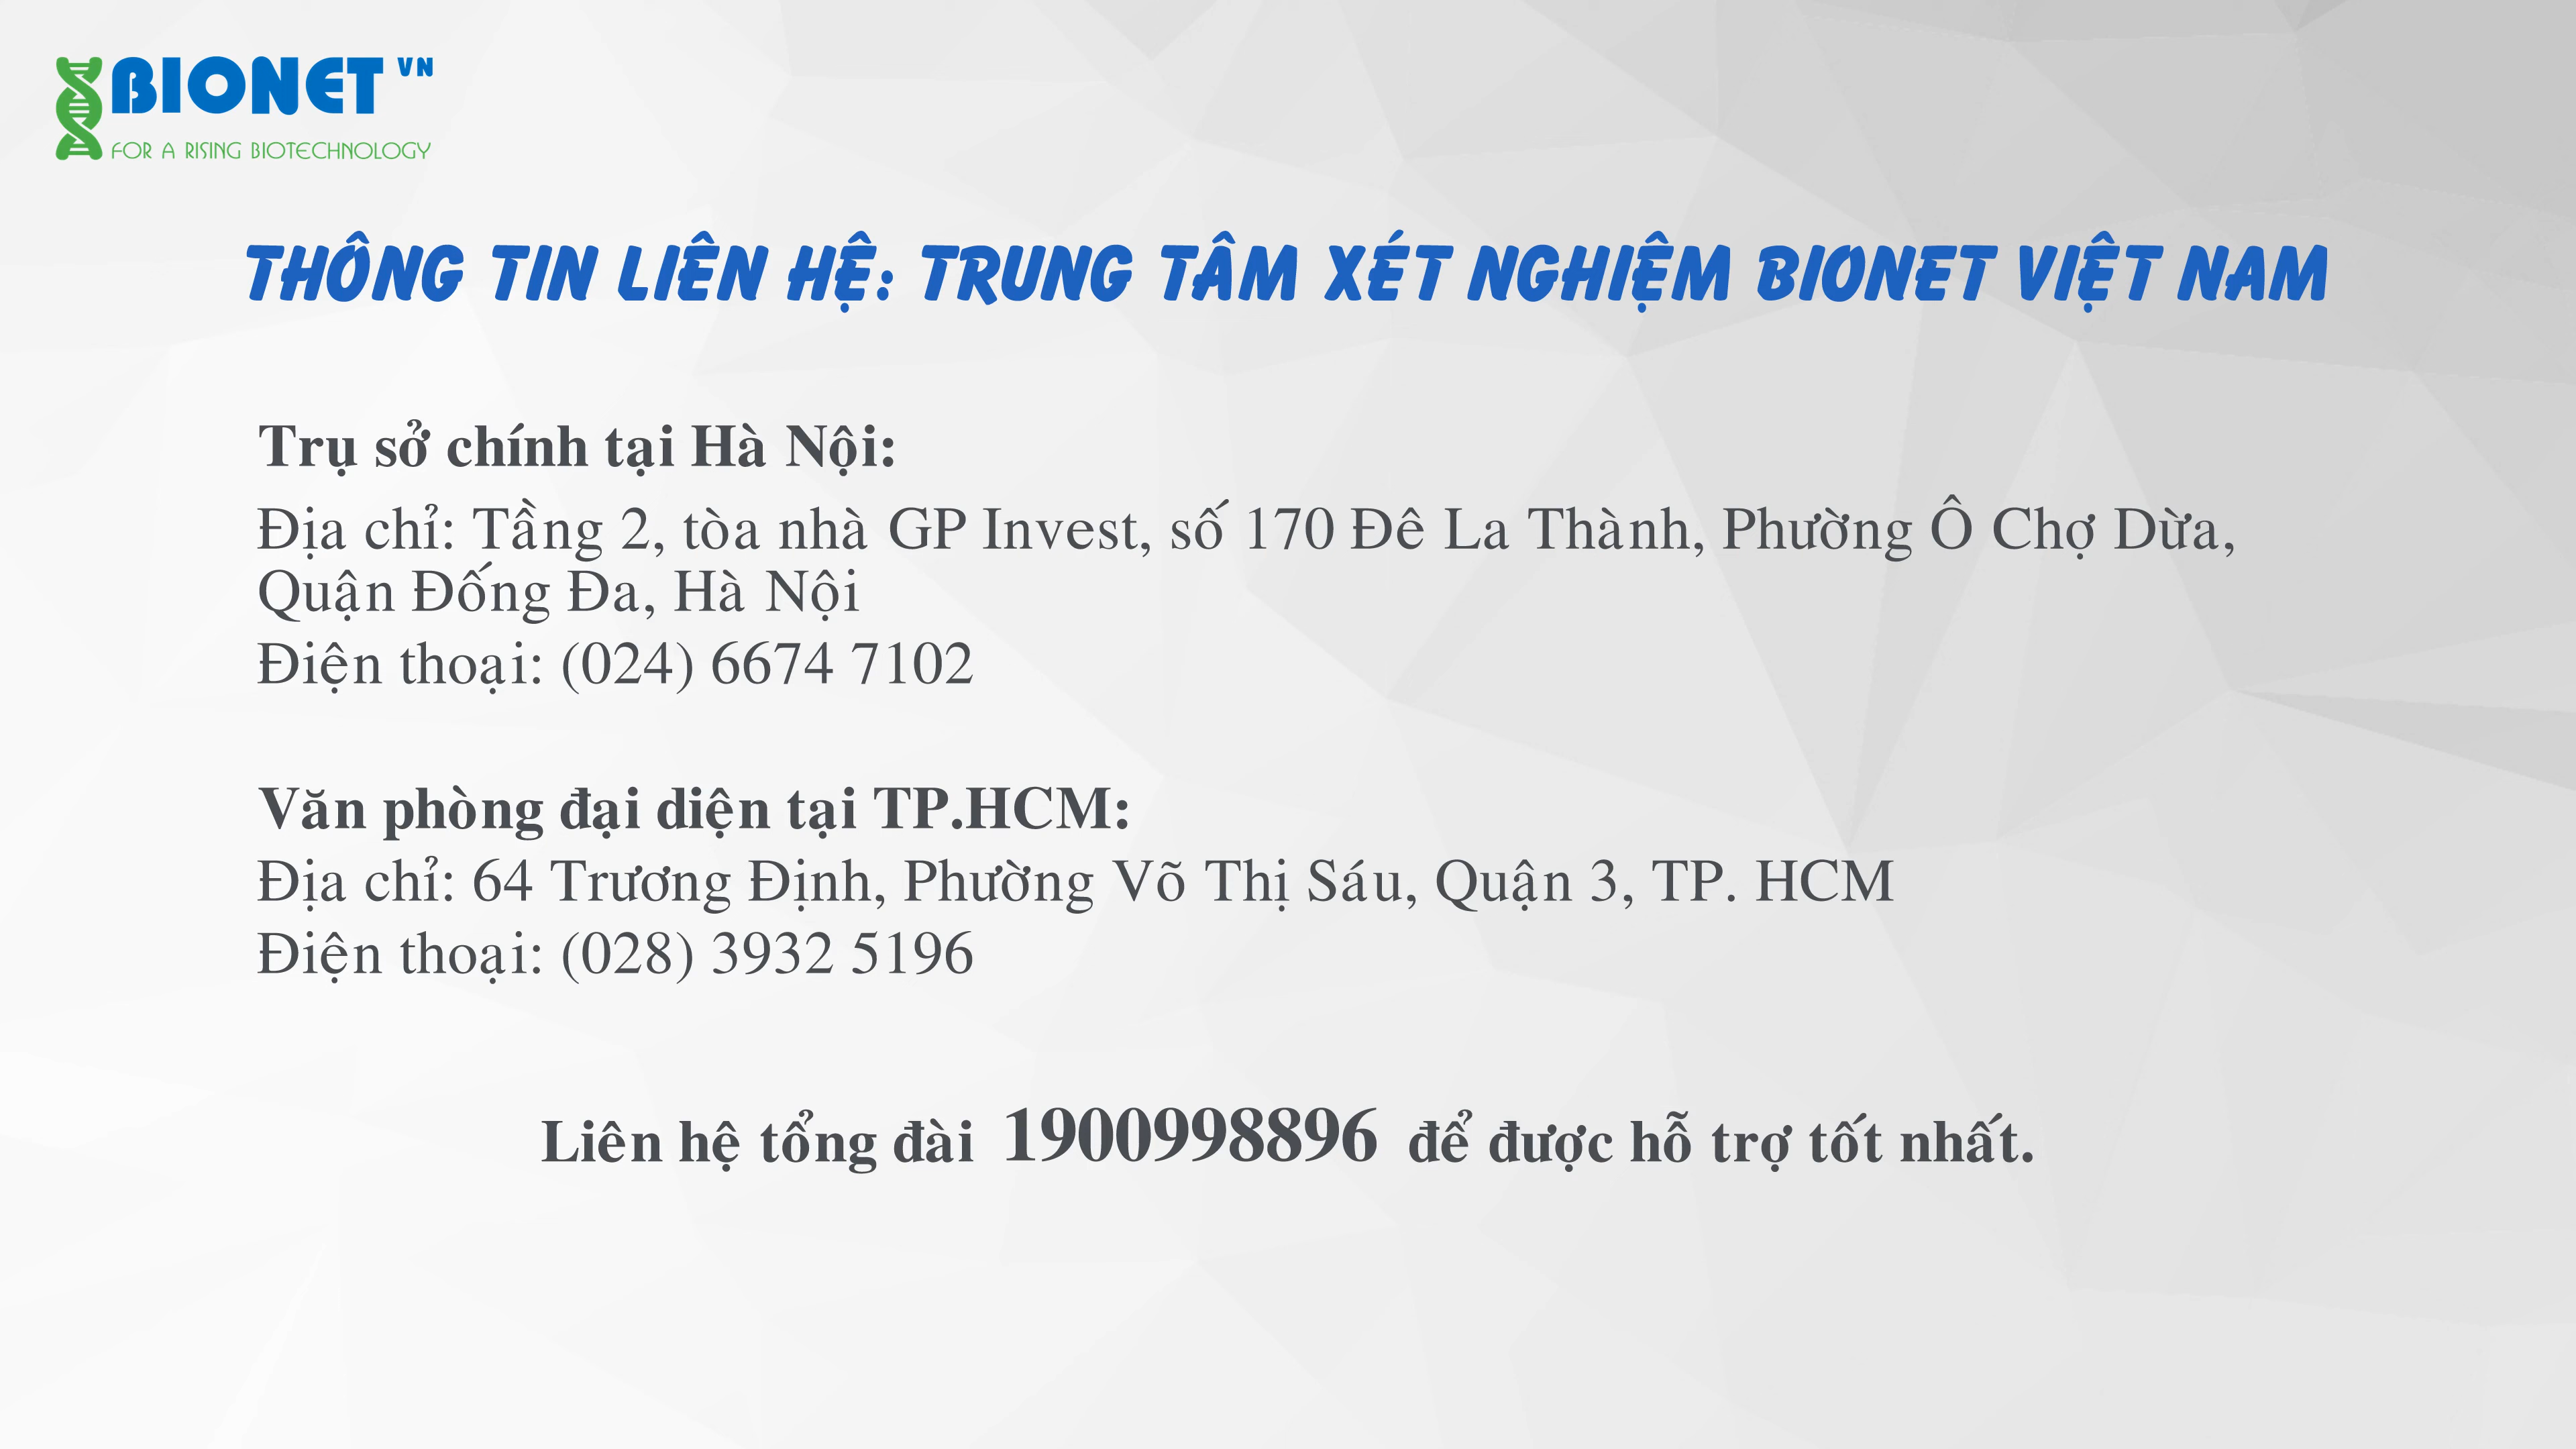 BIONET VN
FOR A RISING BIOTECHNOLOGY
THÔNG TIN LIÊN HỆ: TRUNG TÂM XÉT NGHIỆM BIONET VIỆT NAM
Trụ sở chính tại Hà Nội:
Địa chỉ: Tầng 2, tòa nhà GP Invest, số 170 Đê La Thành, Phường Ô Chợ Dừa,
Quận Đống Đa, Hà Nội
Điện thoại: (024) 6674 7102
Văn phòng đại diện tại TP.HCM:
Địa chỉ: 64 Trương Định, Phường Võ Thị Sáu, Quận 3, TP. HCM
Điện thoại: (028) 3932 5196
Liên hệ tổng đài 1900998896 để được hỗ trợ tốt nhất.